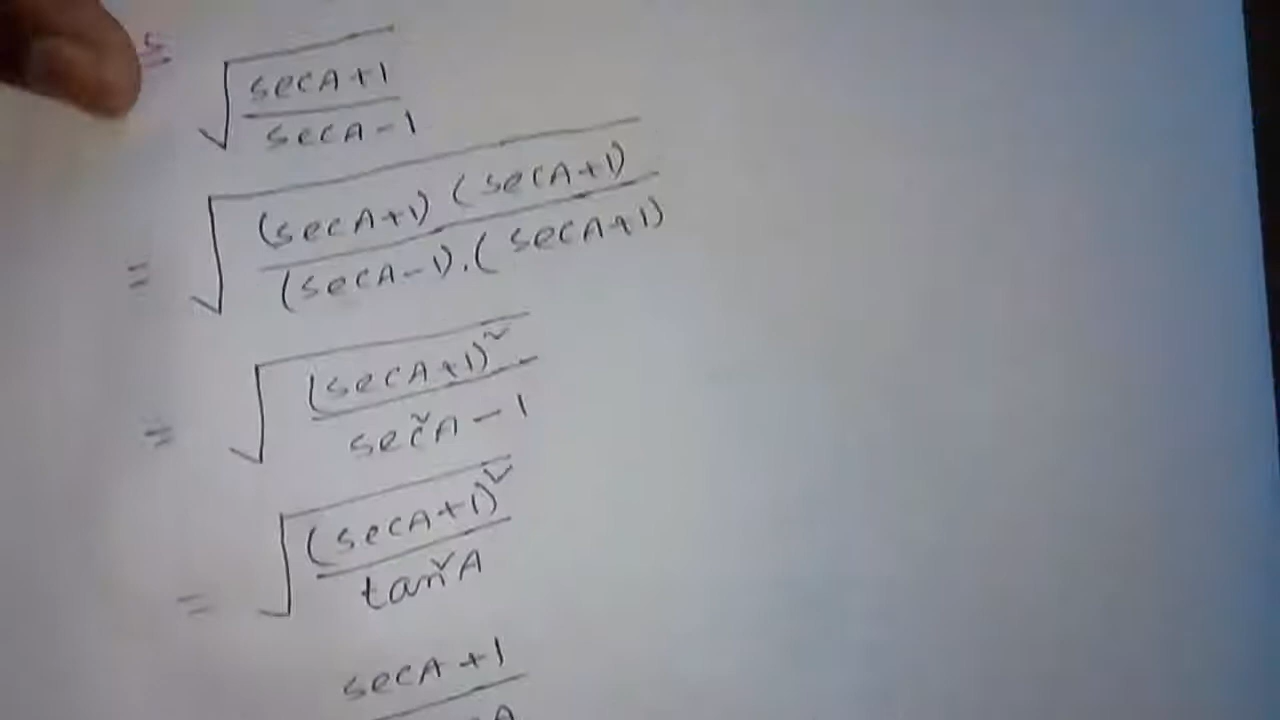 √(secA+1 / secA-1)
= √((secA+1) (secA+1) / (secA-1).(secA+1))
= √((secA+1)² / sec²A-1)
= √((secA+1)² / tan²A)
secA+1
A